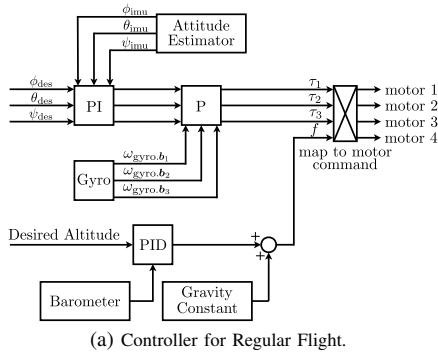 ϕimu
θimu
ψimu
Attitude
Estimator
ϕdes
θdes
ψdes
PI
P
τ1
τ2
τ3
f
motor 1
motor 2
motor 3
motor 4
map to motor
command
Gyro
ωgyro.b1
ωgyro.b2
ωgyro.b3
Desired Altitude
PID
+
+
Barometer
Gravity
Constant
(a) Controller for Regular Flight.